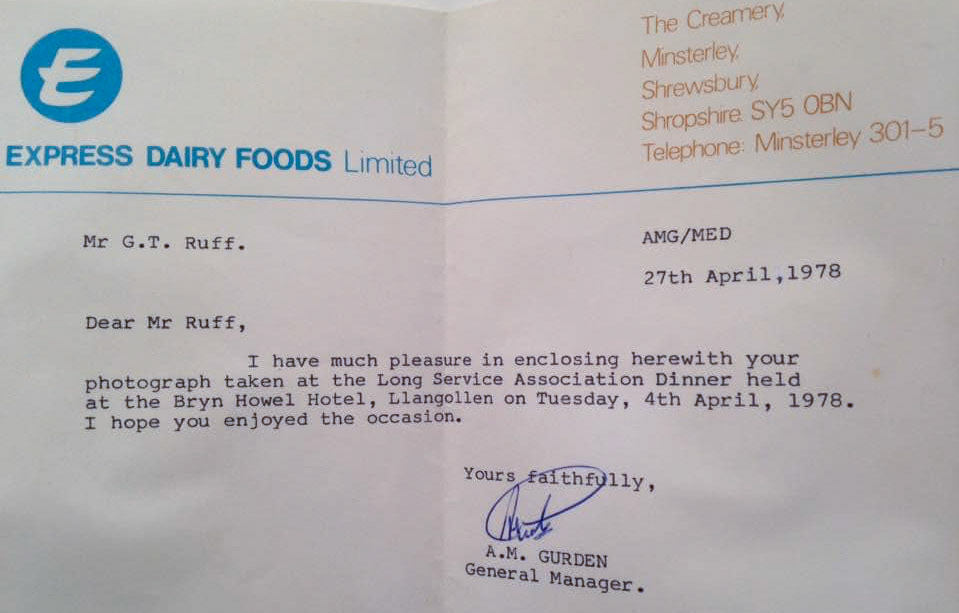 E
EXPRESS DAIRY FOODS Limited
The Creamery,
Minsterley,
Shrewsbury,
Shropshire. SY5 0BN
Telephone: Minsterley 301-5
Mr G.T. Ruff.
AMG/MED
27th April,1978
Dear Mr Ruff,
I have much pleasure in enclosing herewith your
photograph taken at the Long Service Association Dinner held
at the Bryn Howel Hotel, Llangollen on Tuesday, 4th April, 1978.
I hope you enjoyed the occasion.
Yours faithfully,
A.M. GURDEN
General Manager.